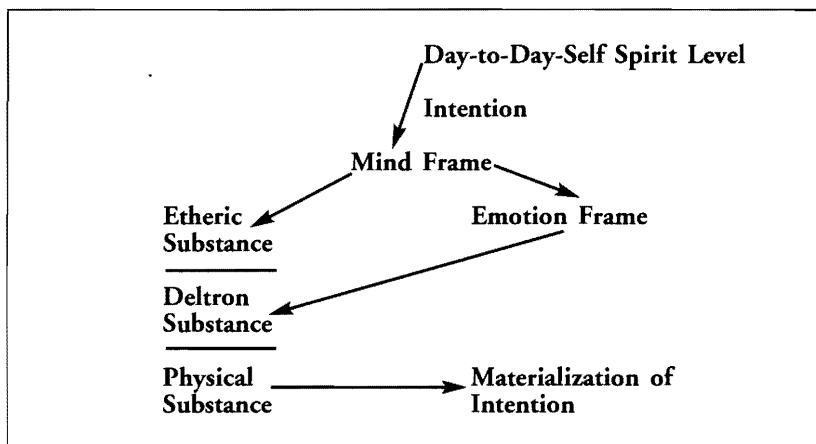 Day-to-Day-Self Spirit Level
Intention
Mind Frame
Etheric
Substance
Emotion Frame
Deltron
Substance
Physical
Substance
Materialization of
Intention